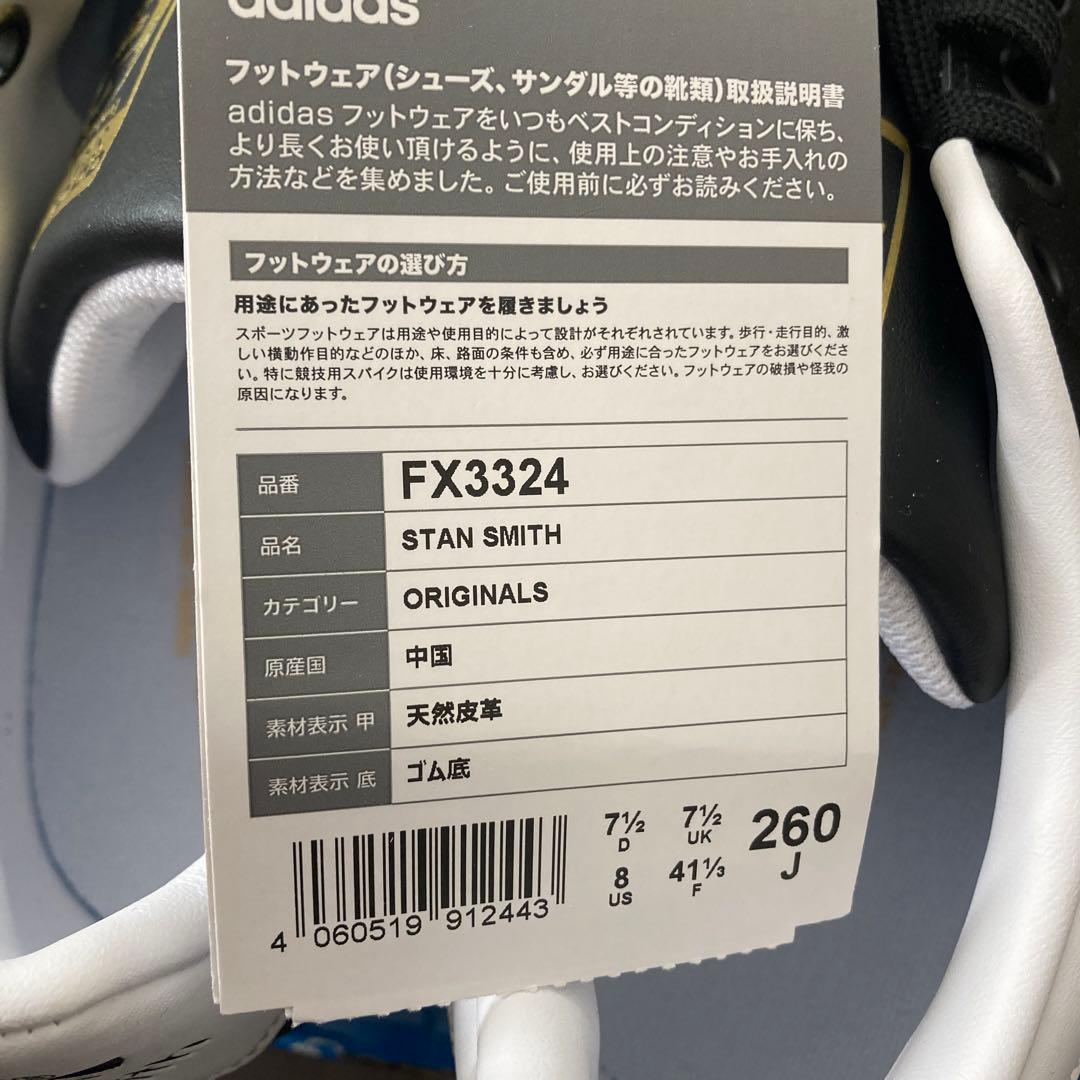 adidas
フットウェア(シューズ、サンダル等の靴類)取扱説明書
adidas フットウェアをいつもベストコンディションに保ち、
より長くお使い頂けるように、使用上の注意やお手入れの
方法などを集めました。ご使用前に必ずお読みください。
フットウェアの選び方
用途にあったフットウェアを履きましょう
スポーツフットウェアは用途や使用目的によって設計がそれぞれされています。歩行・走行目的、激
しい横動作目的などのほか、床、路面の条件も含め、必ず用途に合ったフットウェアをお選びくださ
い。特に競技用スパイクは使用環境を十分に考慮し、お選びください。フットウェアの破損や怪我の
原因になります。
品番 FX3324
品名 STAN SMITH
カテゴリー ORIGINALS
原産国 中国
素材表示 甲 天然皮革
素材表示 底 ゴム底
7½ D 7½ UK 260 J
8 US 41⅓ F
4 060519 912443